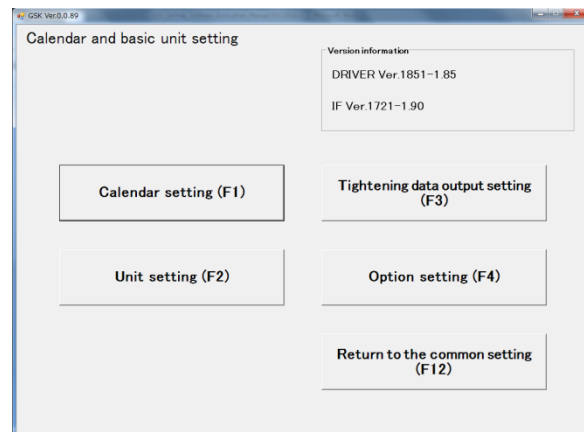 GSK Ver.0.0.89
Calendar and basic unit setting
Version information
DRIVER Ver.1851-1.85
IF Ver.1721-1.90
Calendar setting (F1)
Tightening data output setting
(F3)
Unit setting (F2)
Option setting (F4)
Return to the common setting
(F12)